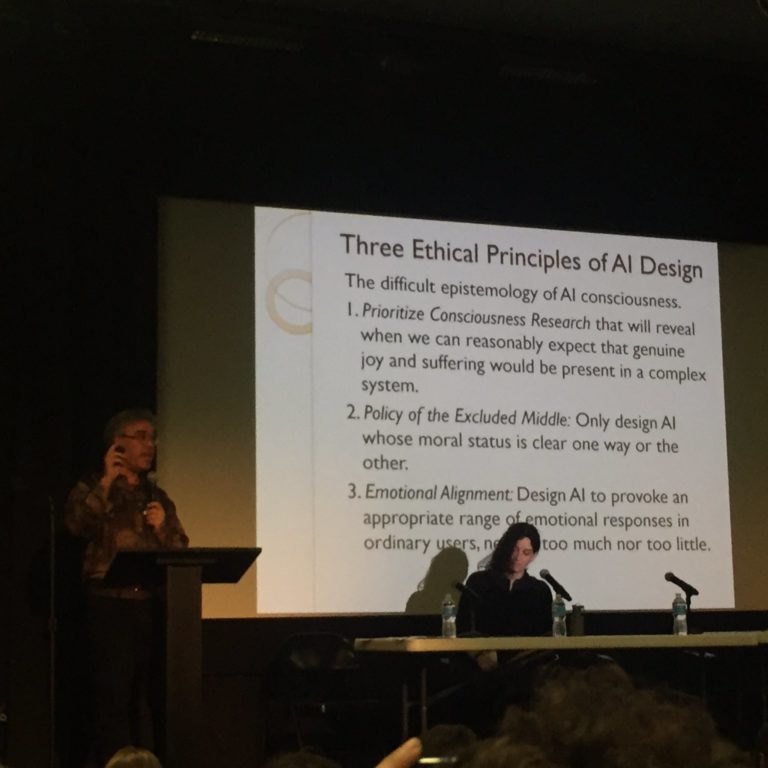 Three Ethical Principles of AI Design
The difficult epistemology of AI consciousness.
1. Prioritize Consciousness Research that will reveal
when we can reasonably expect that genuine
joy and suffering would be present in a complex
system.
2. Policy of the Excluded Middle: Only design AI
whose moral status is clear one way or the
other.
3. Emotional Alignment: Design AI to provoke an
appropriate range of emotional responses in
ordinary users, too much nor too little.